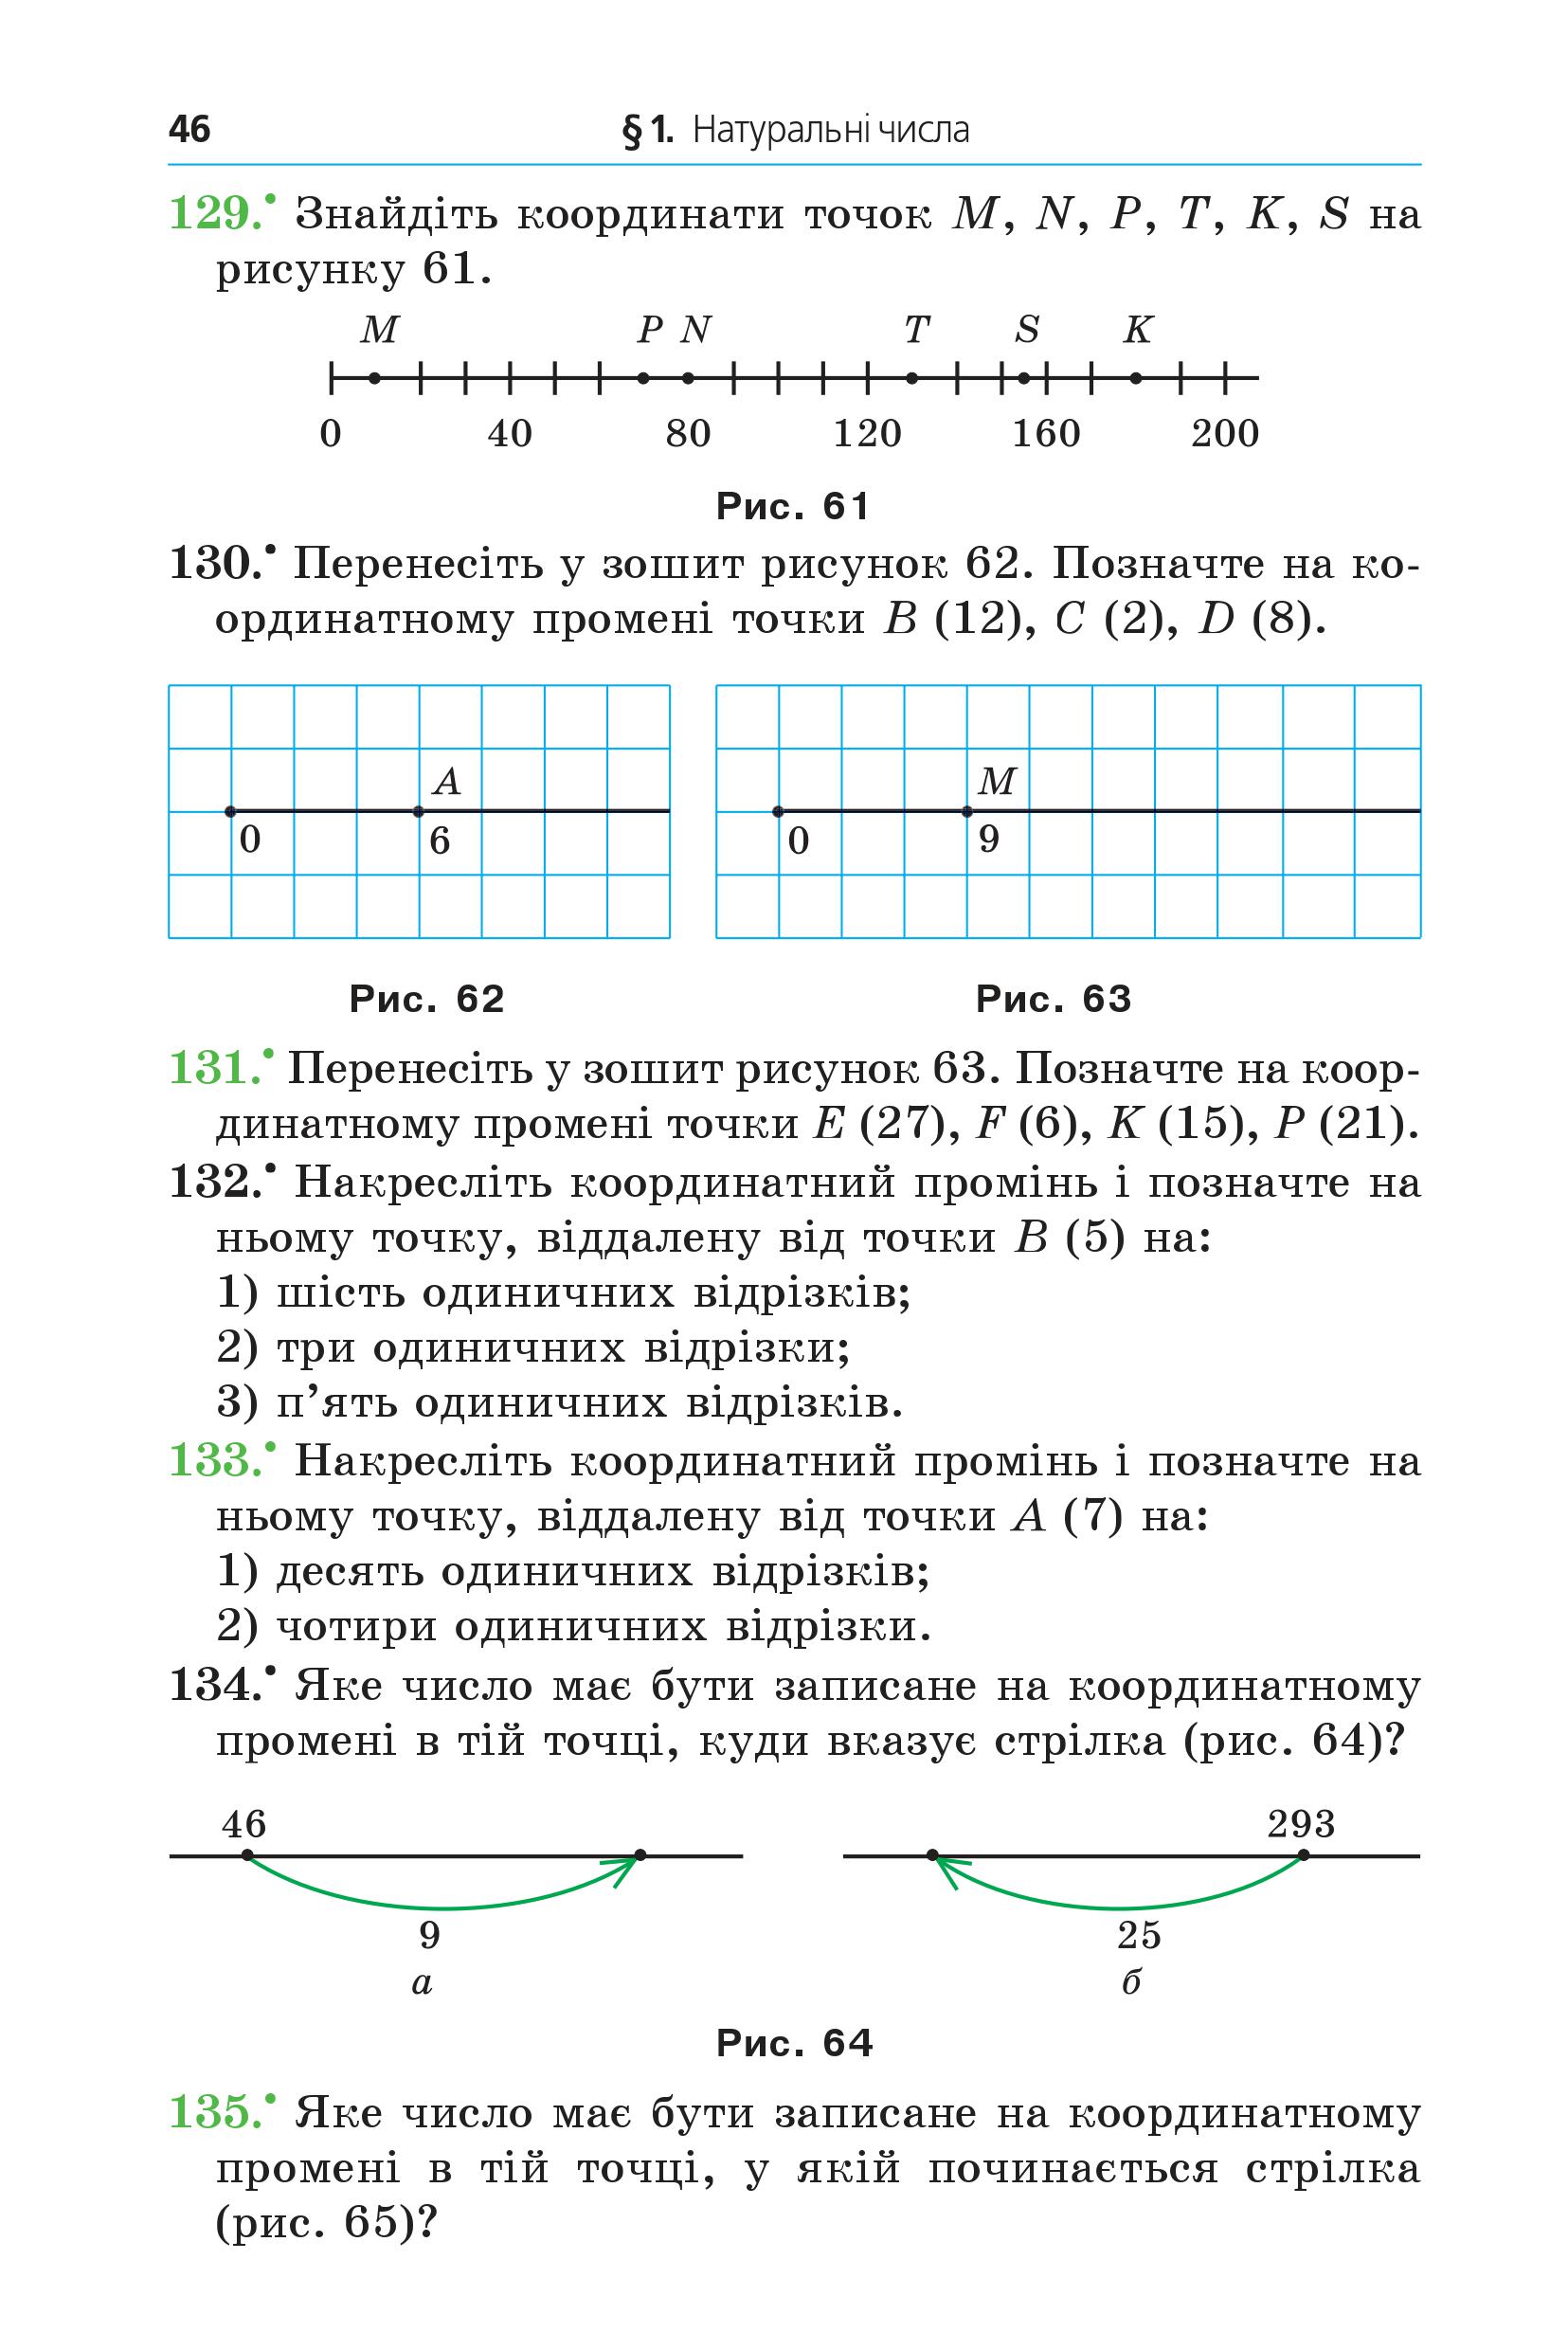 46 § 1. Натуральні числа
129.• Знайдіть координати точок M, N, P, T, K, S на
рисунку 61.
M P N T S K
0 40 80 120 160 200
Рис. 61
130.• Перенесіть у зошит рисунок 62. Позначте на ко-
ординатному промені точки B (12), C (2), D (8).
A
0 6
M
0 9
Рис. 62
Рис. 63
131.• Перенесіть у зошит рисунок 63. Позначте на коор-
динатному промені точки E (27), F (6), K (15), P (21).
132.• Накресліть координатний промінь і позначте на
ньому точку, віддалену від точки B (5) на:
1) шість одиничних відрізків;
2) три одиничних відрізки;
3) п’ять одиничних відрізків.
133.• Накресліть координатний промінь і позначте на
ньому точку, віддалену від точки A (7) на:
1) десять одиничних відрізків;
2) чотири одиничних відрізки.
134.• Яке число має бути записане на координатному
промені в тій точці, куди вказує стрілка (рис. 64)?
46
9
а
293
25
б
Рис. 64
135.• Яке число має бути записане на координатному
промені в тій точці, у якій починається стрілка
(рис. 65)?